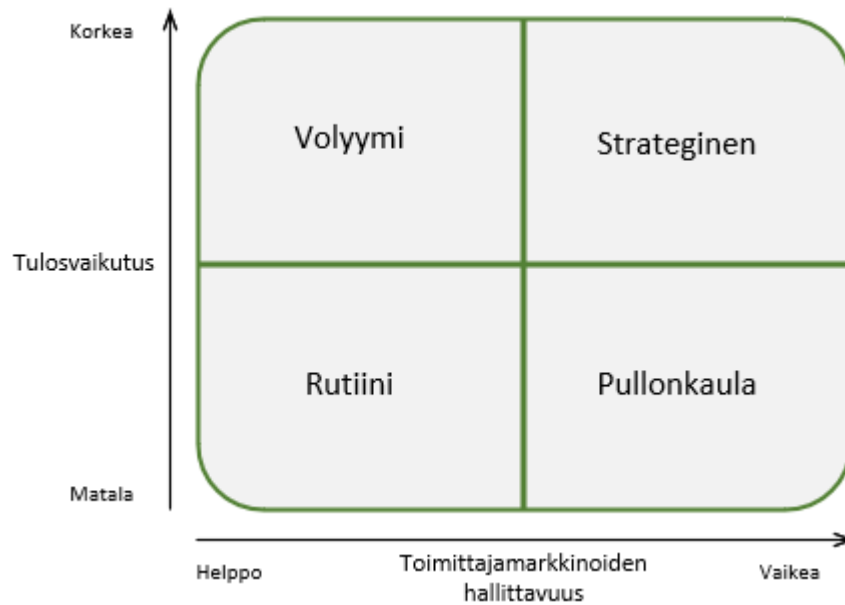 Korkea
Volyymi
Strateginen
Tulosvaikutus
Rutiini
Pullonkaula
Matala
Helppo
Toimittajamarkkinoiden
hallittavuus
Vaikea